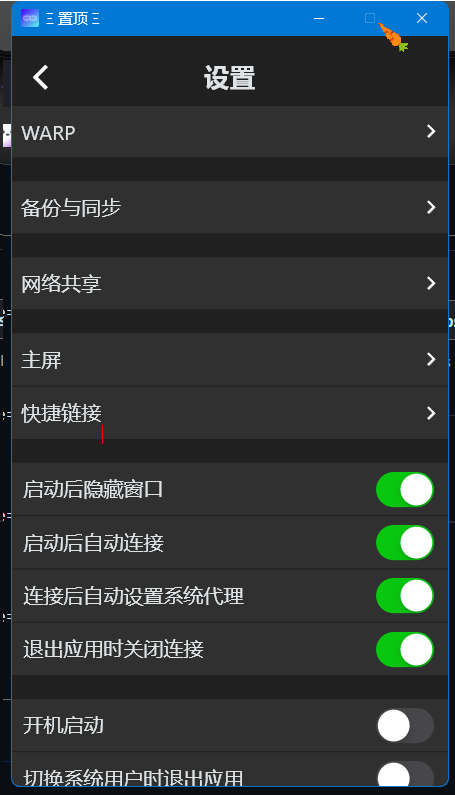 Ξ 置顶 Ξ
设置
WARP
备份与同步
网络共享
主屏
快捷链接
启动后隐藏窗口
启动后自动连接
连接后自动设置系统代理
退出应用时关闭连接
开机启动
切换系统用户时退出应用